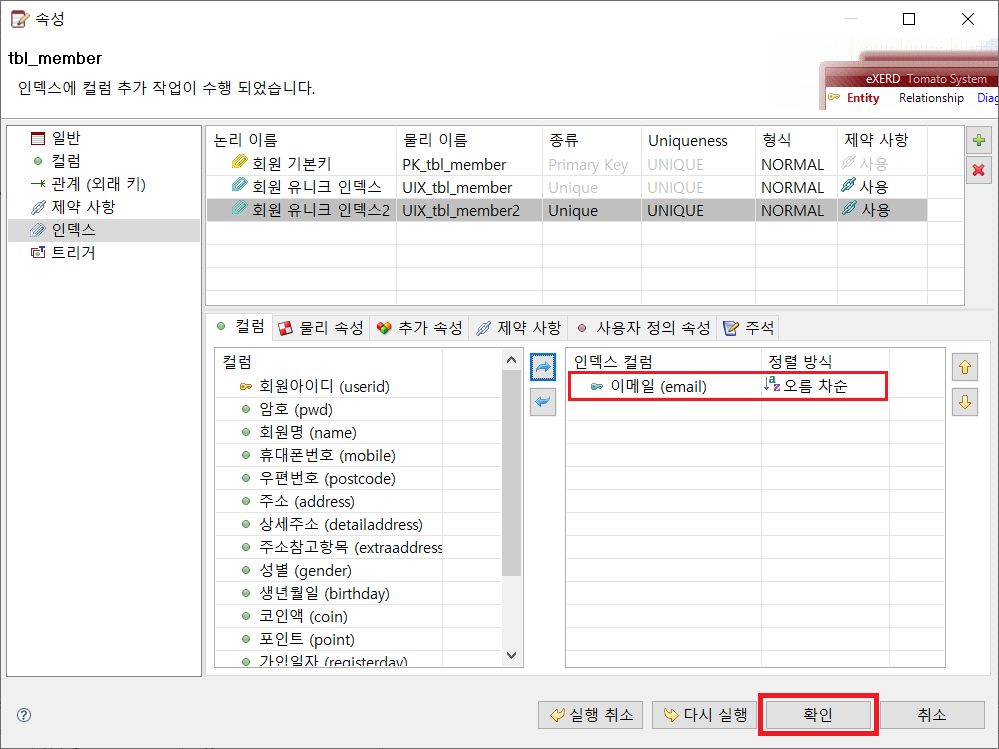 속성
tbl_member
인덱스에 컬럼 추가 작업이 수행 되었습니다.
eXERD Tomato System
Entity Relationship
일반
컬럼
관계 (외래 키)
제약 사항
인덱스
트리거
논리 이름 물리 이름 종류 Uniqueness 형식 제약 사항
회원 기본키 PK_tbl_member Primary Key UNIQUE NORMAL 사용
회원 유니크 인덱스 UIX_tbl_member Unique UNIQUE NORMAL 사용
회원 유니크 인덱스2 UIX_tbl_member2 Unique UNIQUE NORMAL 사용
컬럼 물리 속성 추가 속성 제약 사항 사용자 정의 속성 주석
컬럼
회원아이디 (userid)
암호 (pwd)
회원명 (name)
휴대폰번호 (mobile)
우편번호 (postcode)
주소 (address)
상세주소 (detailaddress)
주소참고항목 (extraaddress
성별 (gender)
생년월일 (birthday)
코인액 (coin)
포인트 (point)
가입일자 (registerday)
인덱스 컬럼 정렬 방식
이메일 (email) 오름 차순
실행 취소 다시 실행 확인 취소